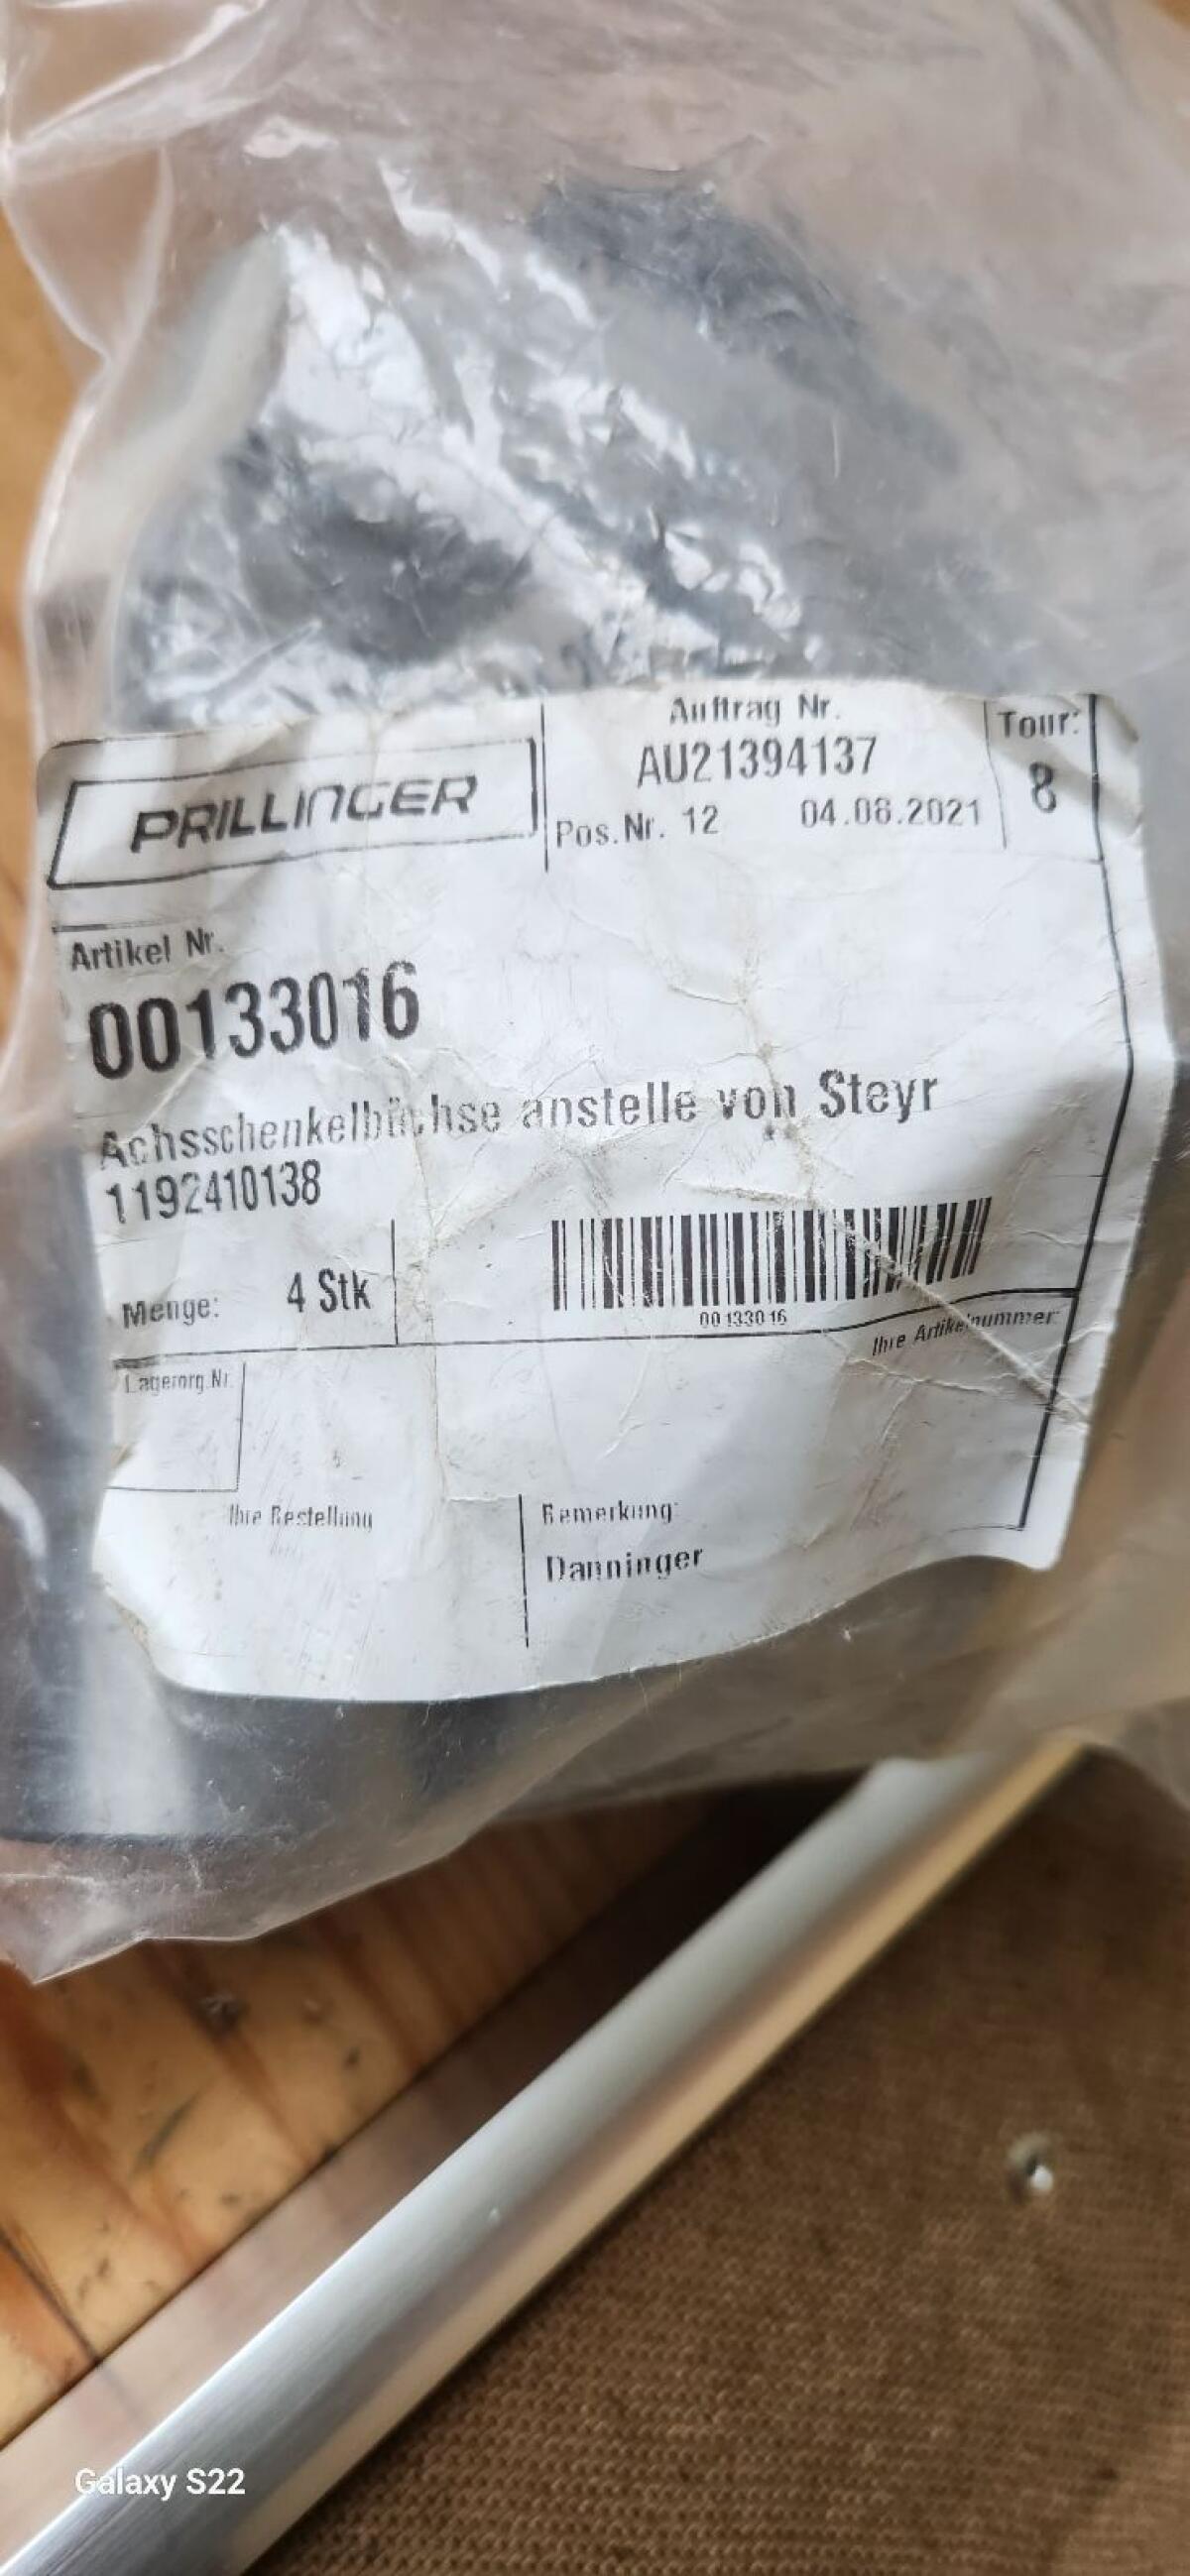 PRILLINGER
Auftrag Nr.
AU21394137
Pos.Nr. 12 04.08.2021
Tour:
8
Artikel Nr.
00133016
Achsschenkelbüchse anstelle von Steyr
1192410138
Menge: 4 Stk
00133016
Ihre Artikelnummer:
Lagerorg.Nr.
Ihre Bestellung
Bemerkung:
Danninger
Galaxy S22